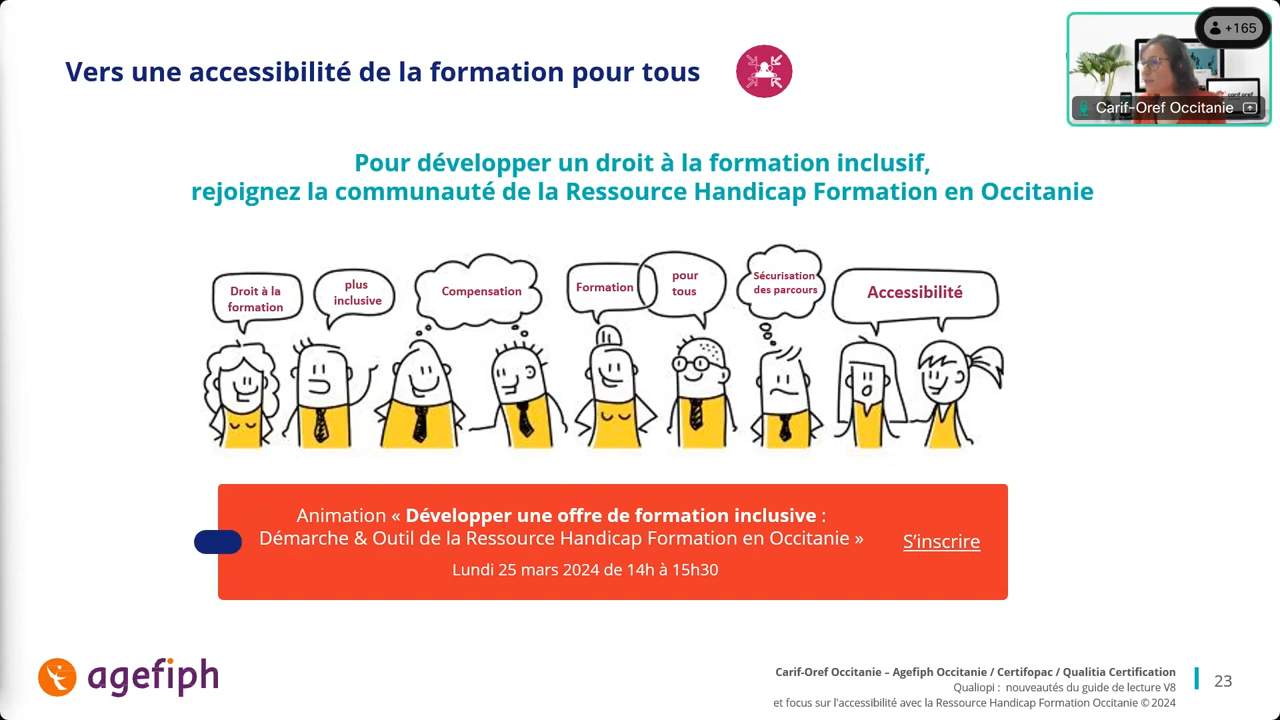 Vers une accessibilité de la formation pour tous
+165
Carif-Oref Occitanie
Pour développer un droit à la formation inclusif,
rejoignez la communauté de la Ressource Handicap Formation en Occitanie
Droit à la
formation
plus
inclusive
Compensation
Formation
pour
tous
Sécurisation
des parcours
Accessibilité
Animation « Développer une offre de formation inclusive :
Démarche & Outil de la Ressource Handicap Formation en Occitanie »
S’inscrire
Lundi 25 mars 2024 de 14h à 15h30
agefiph
Carif-Oref Occitanie – Agefiph Occitanie / Certifopac / Qualitia Certification
Qualiopi : nouveautés du guide de lecture V8
et focus sur l'accessibilité avec la Ressource Handicap Formation Occitanie © 2024
23